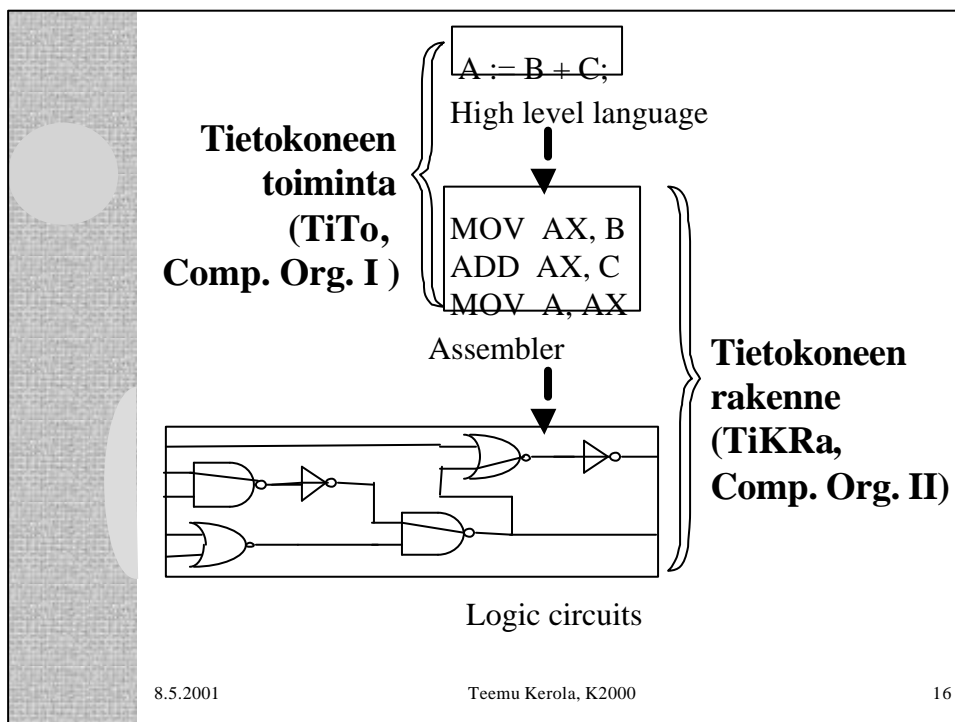 A := B + C;
High level language
Tietokoneen
toiminta
(TiTo,
Comp. Org. I )
MOV AX, B
ADD AX, C
MOV A, AX
Assembler
Tietokoneen
rakenne
(TiKRa,
Comp. Org. II)
Logic circuits
8.5.2001 Teemu Kerola, K2000 16